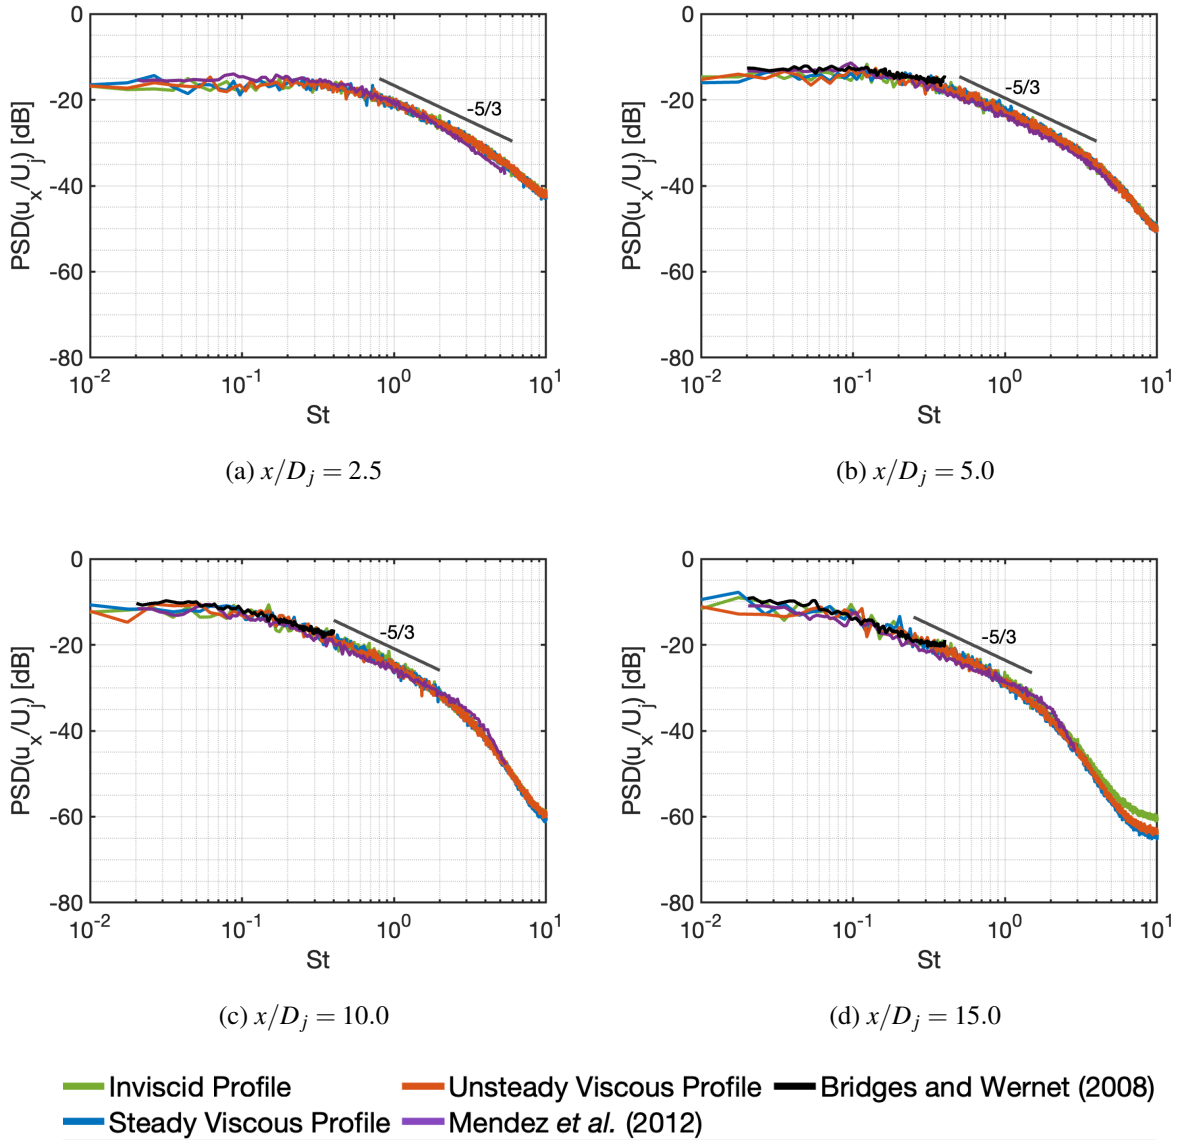 0
-20
-40
-60
-80
PSD(u_x/U_j) [dB]
-5/3
10^-2
10^-1
10^0
10^1
St
(a) x/D_j = 2.5
0
-20
-40
-60
-80
PSD(u_x/U_j) [dB]
-5/3
10^-2
10^-1
10^0
10^1
St
(b) x/D_j = 5.0
0
-20
-40
-60
-80
PSD(u_x/U_j) [dB]
-5/3
10^-2
10^-1
10^0
10^1
St
(c) x/D_j = 10.0
0
-20
-40
-60
-80
PSD(u_x/U_j) [dB]
-5/3
10^-2
10^-1
10^0
10^1
St
(d) x/D_j = 15.0
Inviscid Profile
Unsteady Viscous Profile
Bridges and Wernet (2008)
Steady Viscous Profile
Mendez et al. (2012)